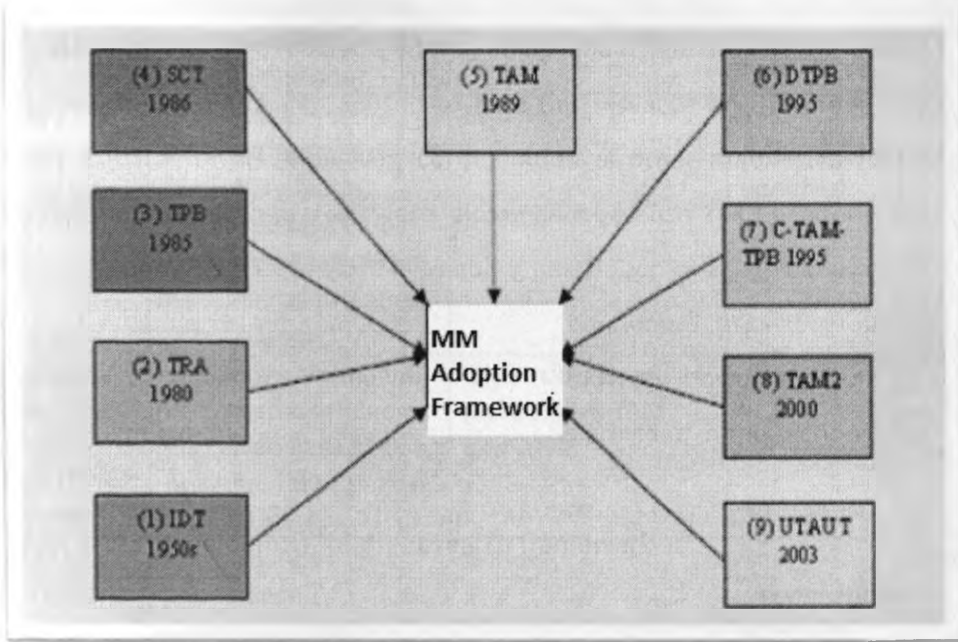 (4) SCT
1986
(5) TAM
1989
(6) DTPB
1995
(3) TPB
1985
(7) C-TAM-
TPB 1995
MM
Adoption
Framework
(2) TRA
1980
(8) TAM2
2000
(1) IDT
1950s
(9) UTAUT
2003